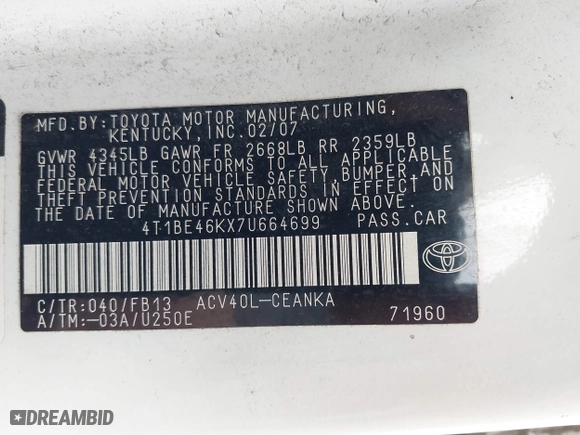 MFD.BY:TOYOTA MOTOR MANUFACTURING,
KENTUCKY,INC.02/07
GVWR 4345LB GAWR FR 2668LB RR 2359LB
THIS VEHICLE CONFORMS TO ALL APPLICABLE
FEDERAL MOTOR VEHICLE SAFETY,BUMPER,AND
THEFT PREVENTION STANDARDS IN EFFECT ON
THE DATE OF MANUFACTURE SHOWN ABOVE.
4T1BE46KX7U664699 PASS.CAR
C/TR:040/FB13 ACV40L-CEANKA
A/TM:-03A/U250E 71960
TOYOTA
DREAMBID